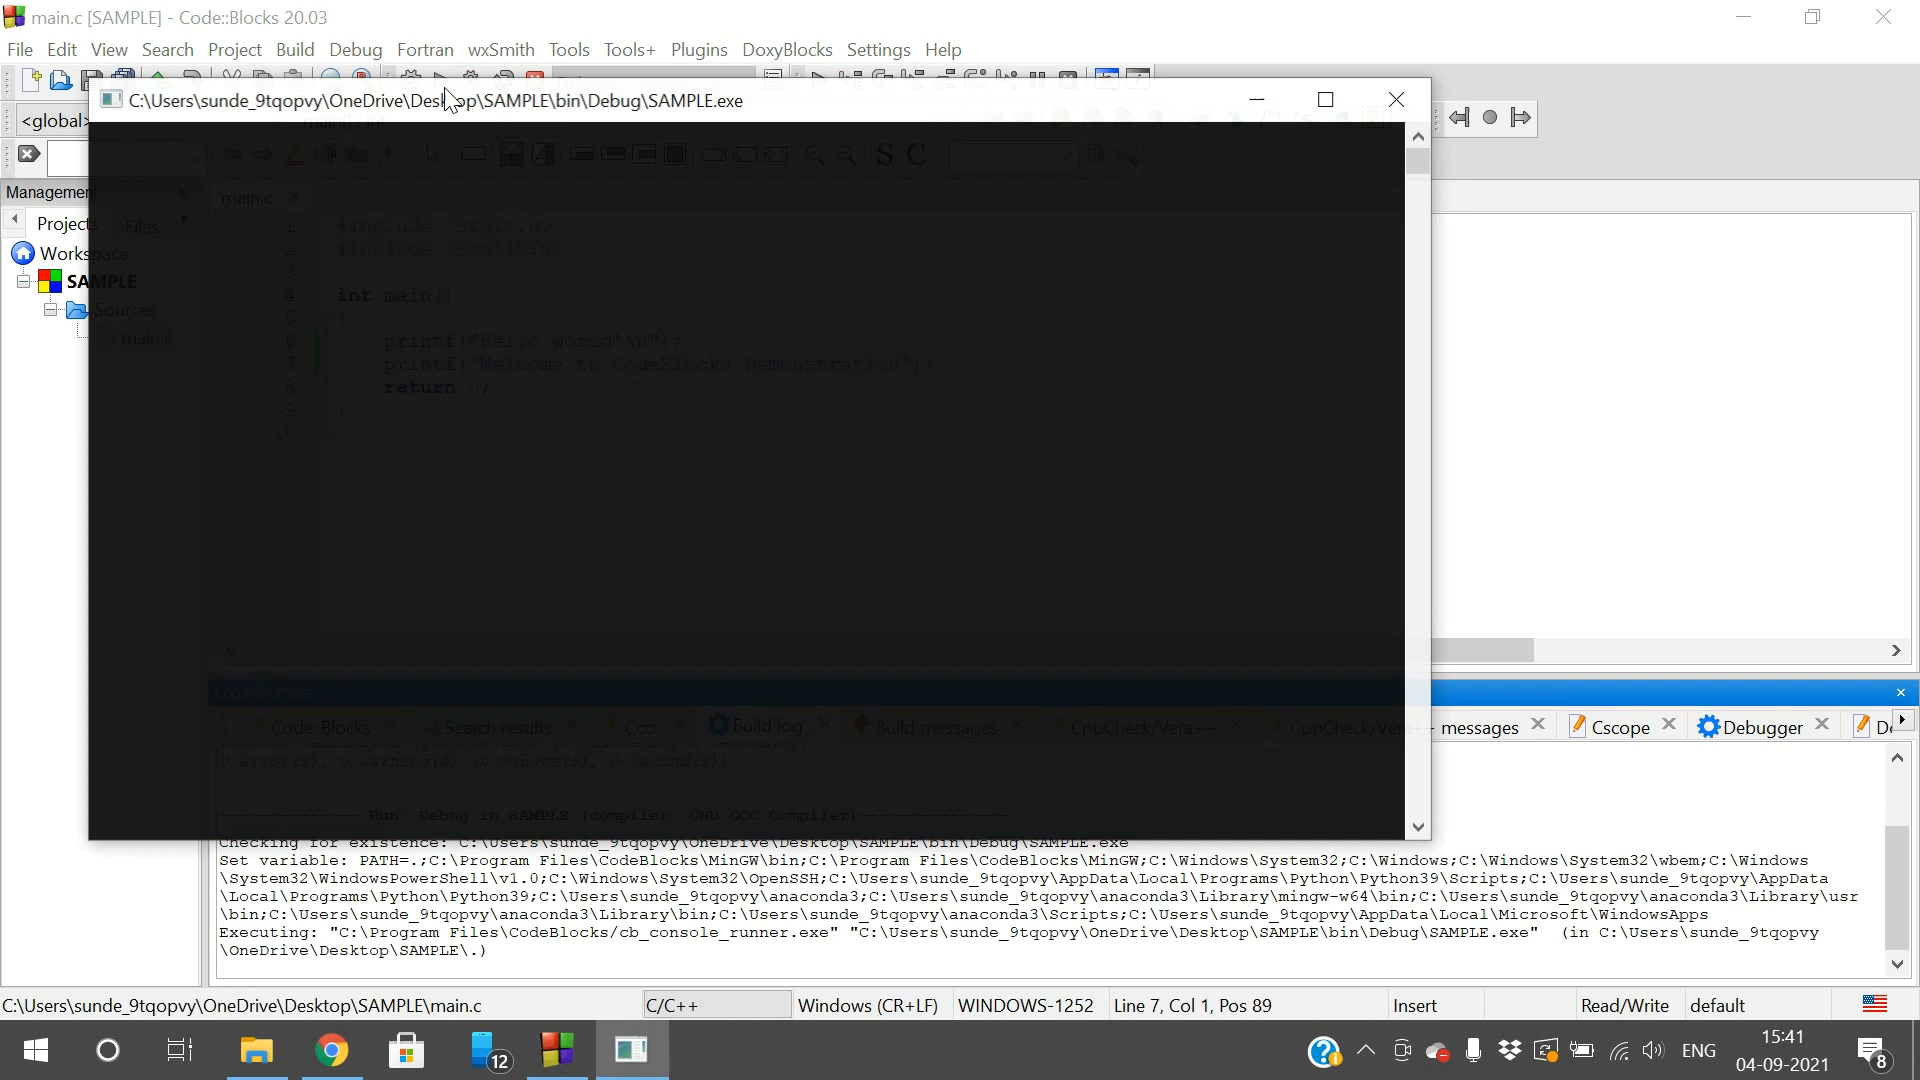 main.c [SAMPLE] - Code::Blocks 20.03
File Edit View Search Project Build Debug Fortran wxSmith Tools Tools+ Plugins DoxyBlocks Settings Help
C:\Users\sunde_9tqopvy\OneDrive\Desktop\SAMPLE\bin\Debug\SAMPLE.exe
<global>
S C
Management
main.c
Projects Files
Workspace
SAMPLE
Sources
main.c
1 #include <stdio.h>
2 #include <stdlib.h>
3
4 int main()
5 {
6 printf("Hello world!\n");
7 printf("Welcome to CodeBlocks Demonstration");
8 return 0;
9 }
10
Logs & others
Code::Blocks Search results Cccc Build log Build messages CppCheck/Vera++ CppCheck/Vera++ messages Cscope Debugger
0 error(s), 0 warning(s) (0 minute(s), 0 second(s))
-------------- Run: Debug in SAMPLE (compiler: GNU GCC Compiler)---------------
Checking for existence: C:\Users\sunde_9tqopvy\OneDrive\Desktop\SAMPLE\bin\Debug\SAMPLE.exe
Set variable: PATH=.;C:\Program Files\CodeBlocks\MinGW\bin;C:\Program Files\CodeBlocks\MinGW;C:\Windows\System32;C:\Windows;C:\Windows\System32\wbem;C:\Windows
\System32\WindowsPowerShell\v1.0;C:\Windows\System32\OpenSSH;C:\Users\sunde_9tqopvy\AppData\Local\Programs\Python\Python39\Scripts;C:\Users\sunde_9tqopvy\AppData
\Local\Programs\Python\Python39;C:\Users\sunde_9tqopvy\anaconda3;C:\Users\sunde_9tqopvy\anaconda3\Library\mingw-w64\bin;C:\Users\sunde_9tqopvy\anaconda3\Library\usr
\bin;C:\Users\sunde_9tqopvy\anaconda3\Library\bin;C:\Users\sunde_9tqopvy\anaconda3\Scripts;C:\Users\sunde_9tqopvy\AppData\Local\Microsoft\WindowsApps
Executing: "C:\Program Files\CodeBlocks/cb_console_runner.exe" "C:\Users\sunde_9tqopvy\OneDrive\Desktop\SAMPLE\bin\Debug\SAMPLE.exe"  (in C:\Users\sunde_9tqopvy
\OneDrive\Desktop\SAMPLE\.)
C:\Users\sunde_9tqopvy\OneDrive\Desktop\SAMPLE\main.c C/C++ Windows (CR+LF) WINDOWS-1252 Line 7, Col 1, Pos 89 Insert Read/Write default
12 ENG 15:41
04-09-2021 8